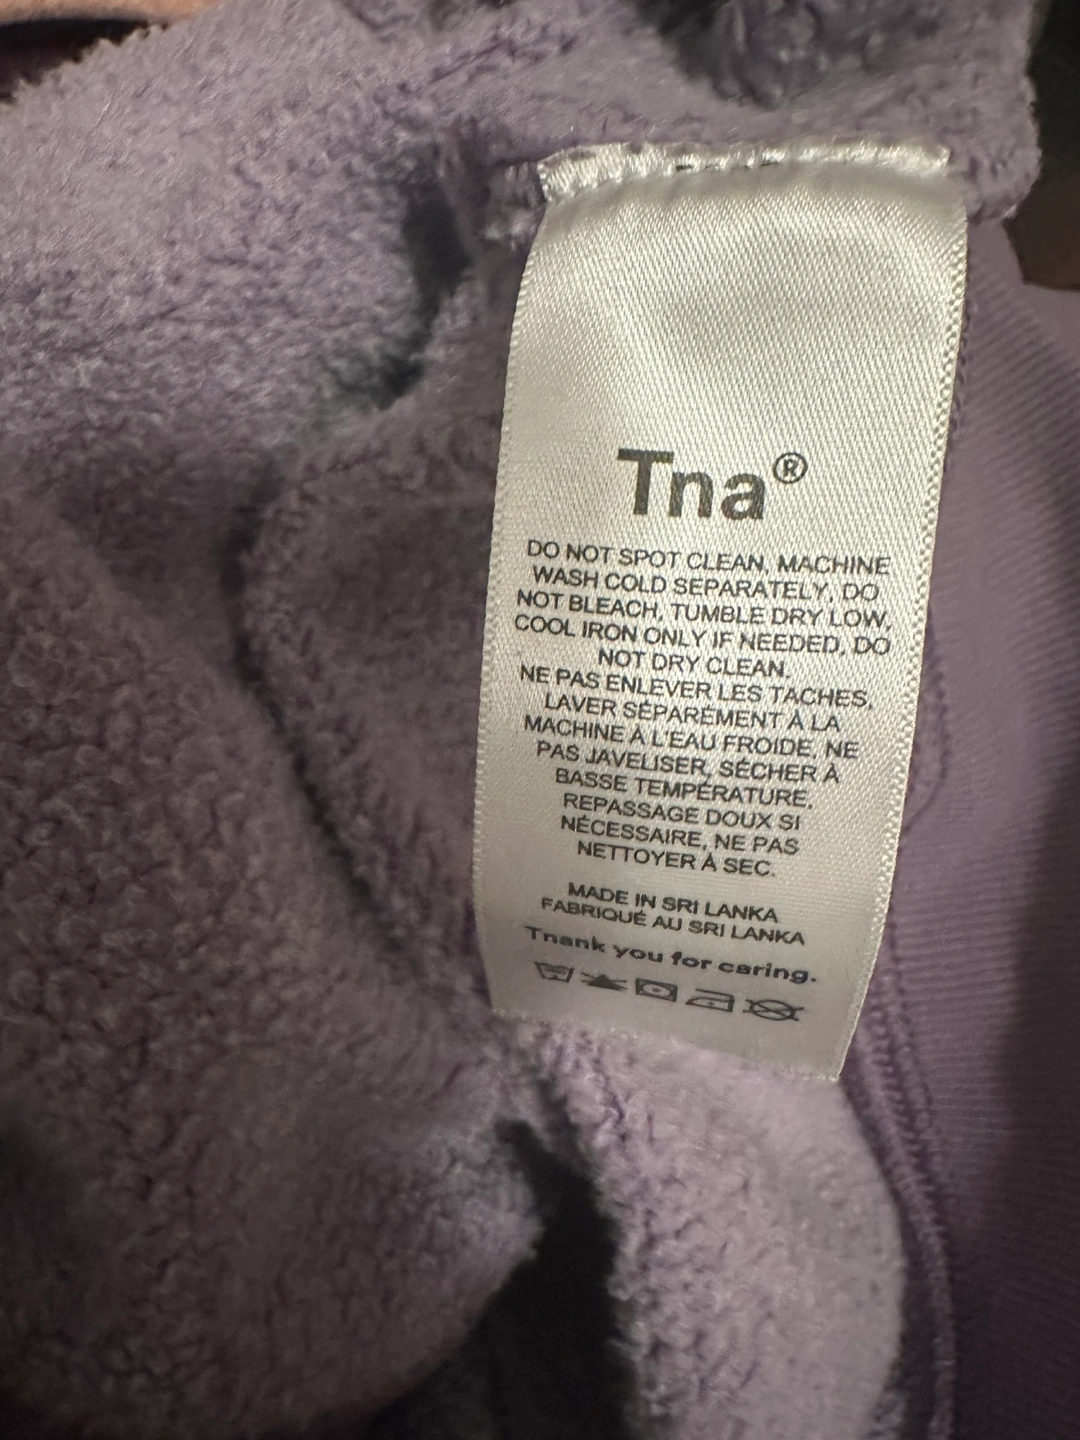 Tna®
DO NOT SPOT CLEAN, MACHINE
WASH COLD SEPARATELY, DO
NOT BLEACH, TUMBLE DRY LOW,
COOL IRON ONLY IF NEEDED, DO
NOT DRY CLEAN.
NE PAS ENLEVER LES TACHES,
LAVER SÉPARÉMENT À LA
MACHINE À L'EAU FROIDE, NE
PAS JAVELISER, SÉCHER À
BASSE TEMPÉRATURE,
REPASSAGE DOUX SI
NÉCESSAIRE, NE PAS
NETTOYER À SEC.
MADE IN SRI LANKA
FABRIQUÉ AU SRI LANKA
Tnank you for caring.